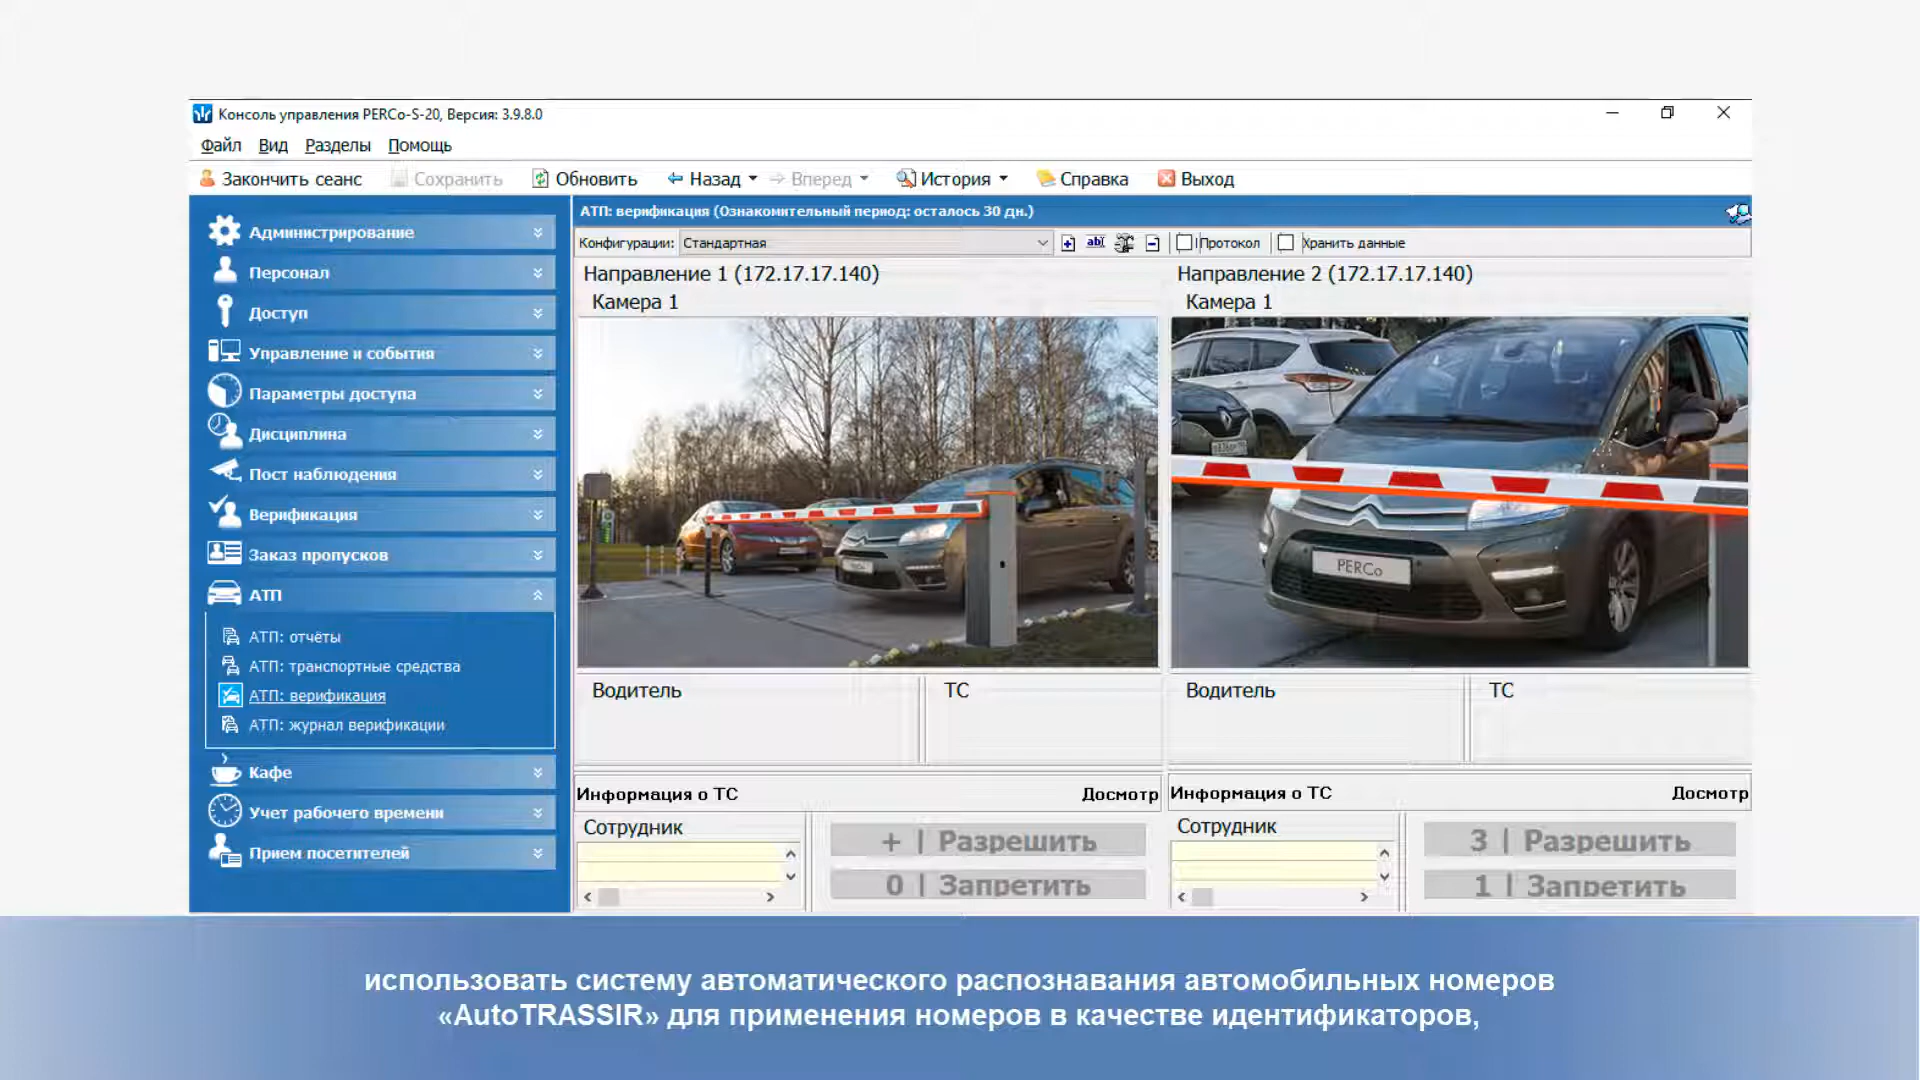 Консоль управления PERCo-S-20, Версия: 3.9.8.0
Файл Вид Разделы Помощь
Закончить сеанс Сохранить Обновить Назад Вперед История Справка Выход
АТП: верификация (Ознакомительный период: осталось 30 дн.)
Конфигурации: Стандартная abl Протокол Хранить данные
Администрирование
Персонал
Доступ
Управление и события
Параметры доступа
Дисциплина
Пост наблюдения
Верификация
Заказ пропусков
АТП
АТП: отчёты
АТП: транспортные средства
АТП: верификация
АТП: журнал верификации
Кафе
Учет рабочего времени
Прием посетителей
Направление 1 (172.17.17.140)
Камера 1
Водитель ТС
Информация о ТС Досмотр
Сотрудник
+ | Разрешить
0 | Запретить
Направление 2 (172.17.17.140)
Камера 1
PERCo
Водитель ТС
Информация о ТС Досмотр
Сотрудник
3 | Разрешить
1 | Запретить
использовать систему автоматического распознавания автомобильных номеров
«AutoTRASSIR» для применения номеров в качестве идентификаторов,